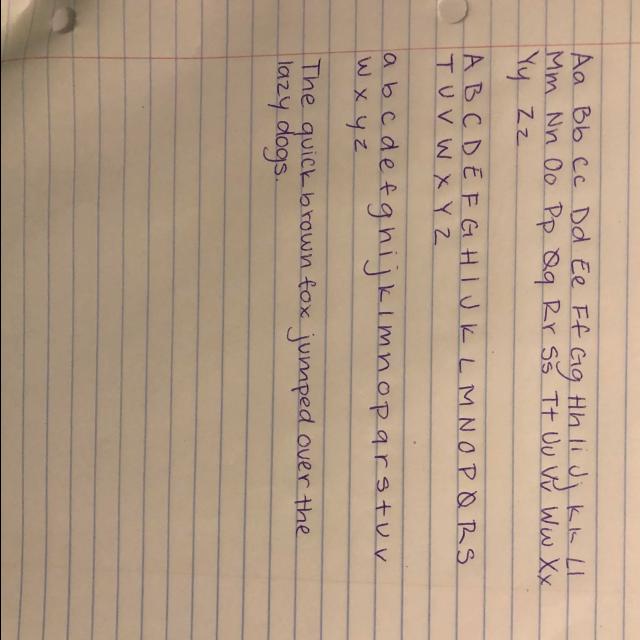 Aa Bb Cc Dd Ee Ff Gg Hh Ii Jj Kk Ll
Mm Nn Oo Pp Qq Rr Ss Tt Uu Vv Ww Xx
Yy Zz
A B C D E F G H I J K L M N O P Q R S
T U V W X Y Z
a b c d e f g h i j k l m n o p q r s t u v
w x y z
The quick brown fox jumped over the
lazy dogs.